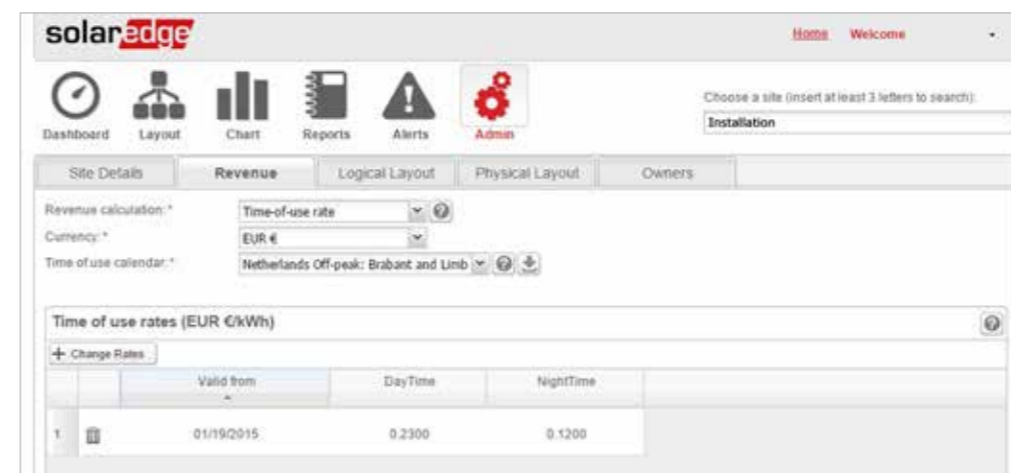 solaredge
Home Welcome
Dashboard Layout Chart Reports Alerts Admin
Choose a site (insert at least 3 letters to search):
Installation
Site Details Revenue Logical Layout Physical Layout Owners
Revenue calculation: * Time-of-use rate
Currency: * EUR €
Time of use calendar: * Netherlands Off-peak: Brabant and Limb
Time of use rates (EUR €/kWh)
+ Change Rates
Valid from DayTime NightTime
1 01/19/2015 0.2300 0.1200